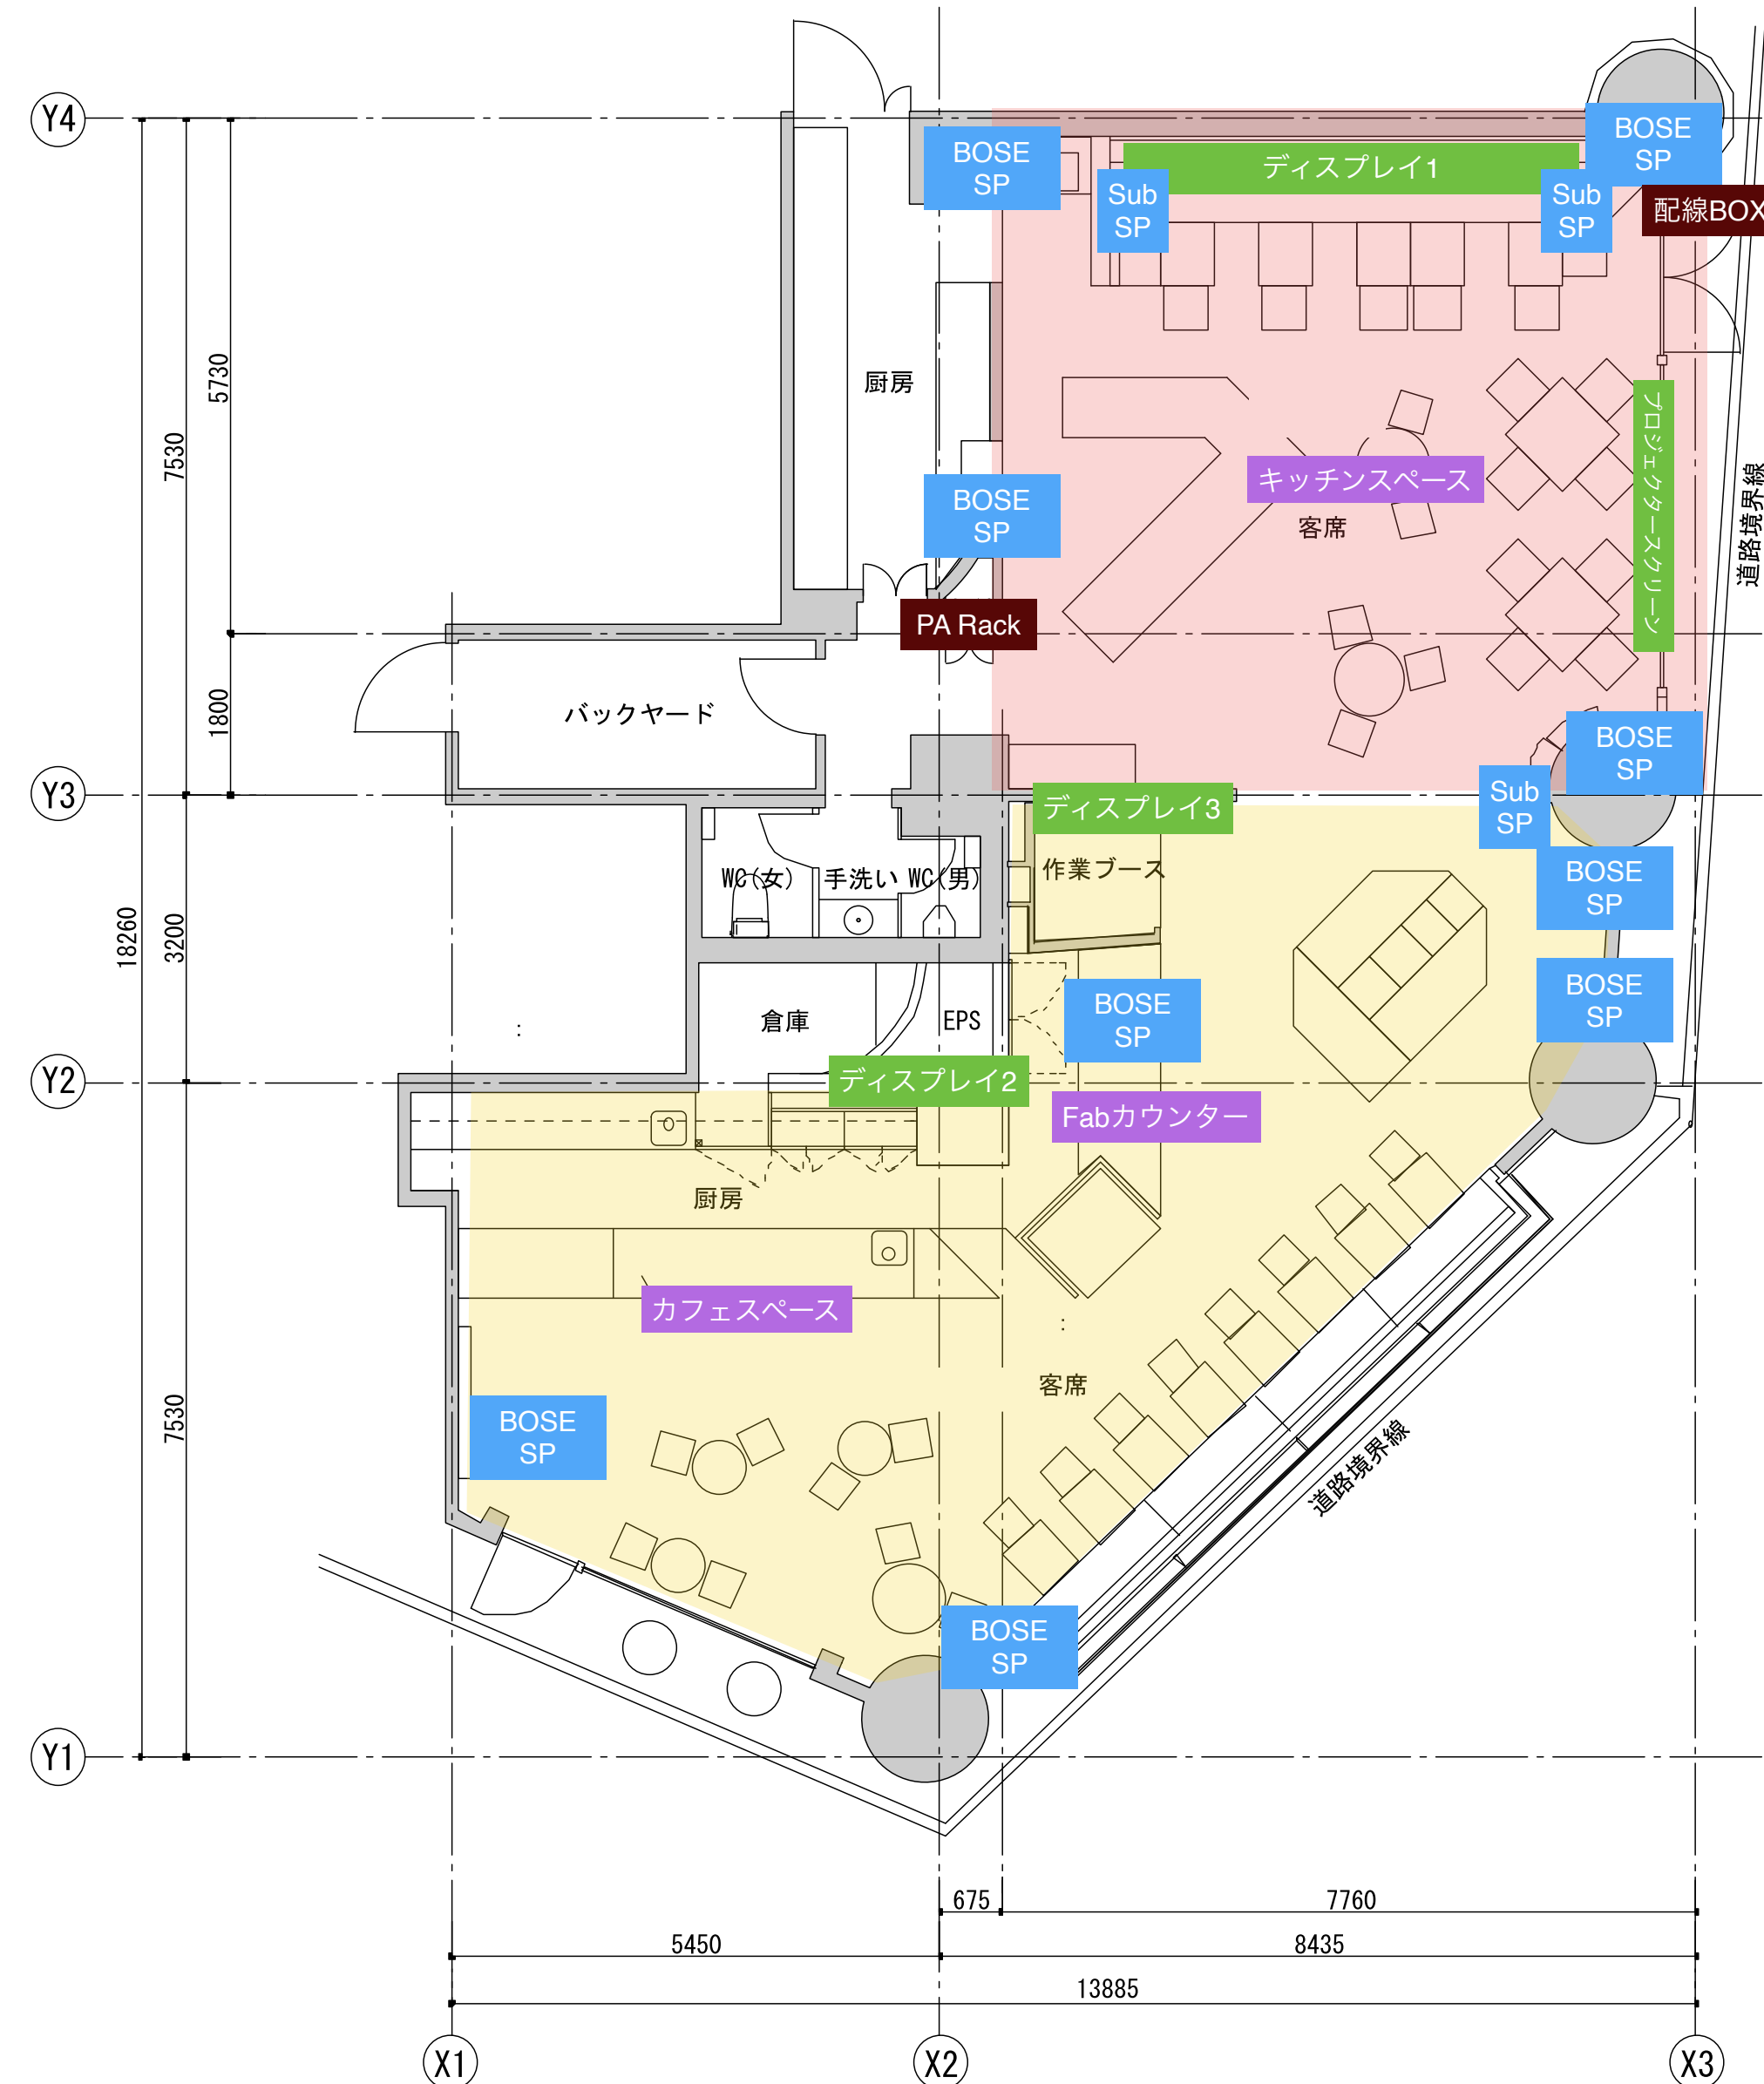 Y4
BOSE
SP
ディスプレイ1
BOSE
SP
Sub
SP
Sub
SP
配線BOX
5730
7530
厨房
プロジェクタースクリーン
キッチンスペース
客席
BOSE
SP
道路境界線
PA Rack
1800
バックヤード
BOSE
SP
Y3
ディスプレイ3
Sub
SP
作業ブース
WC(女)
手洗い
WC(男)
BOSE
SP
18260
3200
BOSE
SP
BOSE
SP
:
倉庫
EPS
Y2
ディスプレイ2
Fabカウンター
厨房
カフェスペース
:
客席
7530
BOSE
SP
道路境界線
BOSE
SP
Y1
675
7760
5450
8435
13885
X1
X2
X3